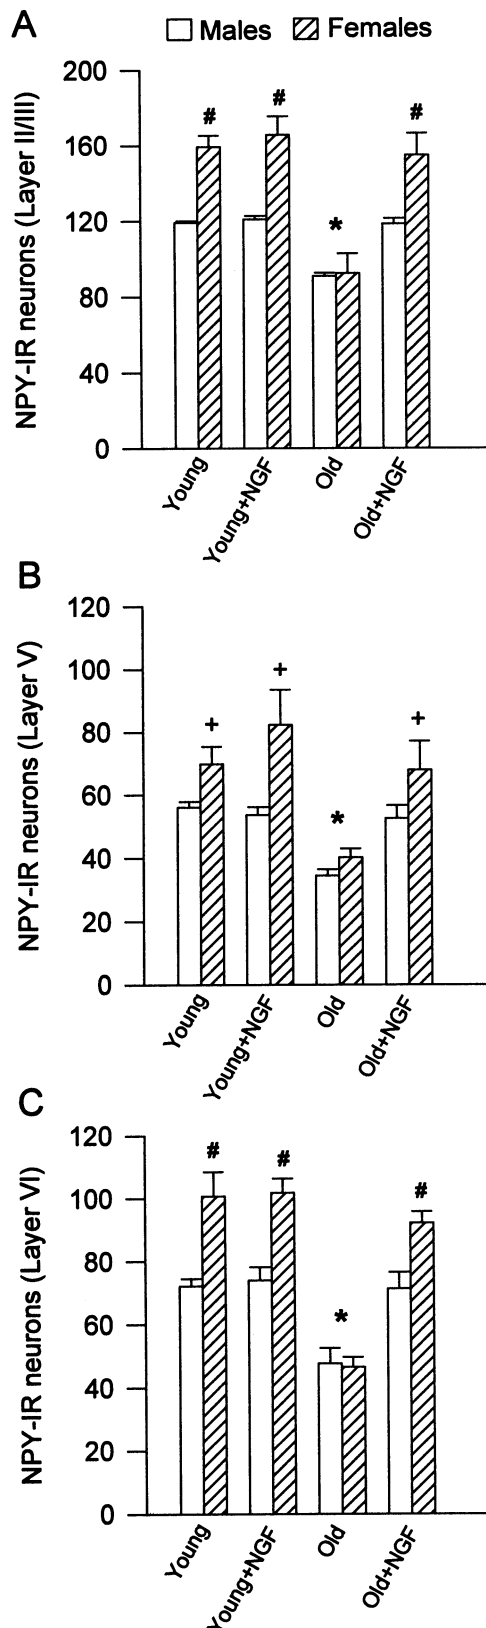 A
Males Females
NPY-IR neurons (Layer II/III)
200
160
120
80
40
0
# # * #
Young Young+NGF Old Old+NGF
B
NPY-IR neurons (Layer V)
120
100
80
60
40
20
0
+ + * +
Young Young+NGF Old Old+NGF
C
NPY-IR neurons (Layer VI)
120
100
80
60
40
20
0
# # * #
Young Young+NGF Old Old+NGF